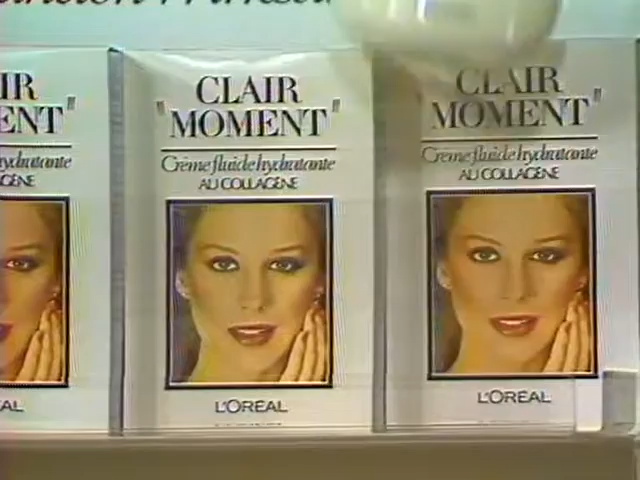 CLAIR
"MOMENT"
Crème fluide hydratante
AU COLLAGÈNE
L'ORÉAL
CLAIR
MOMENT"
Crème fluide hydratante
AU COLLAGÈNE
L'ORÉAL